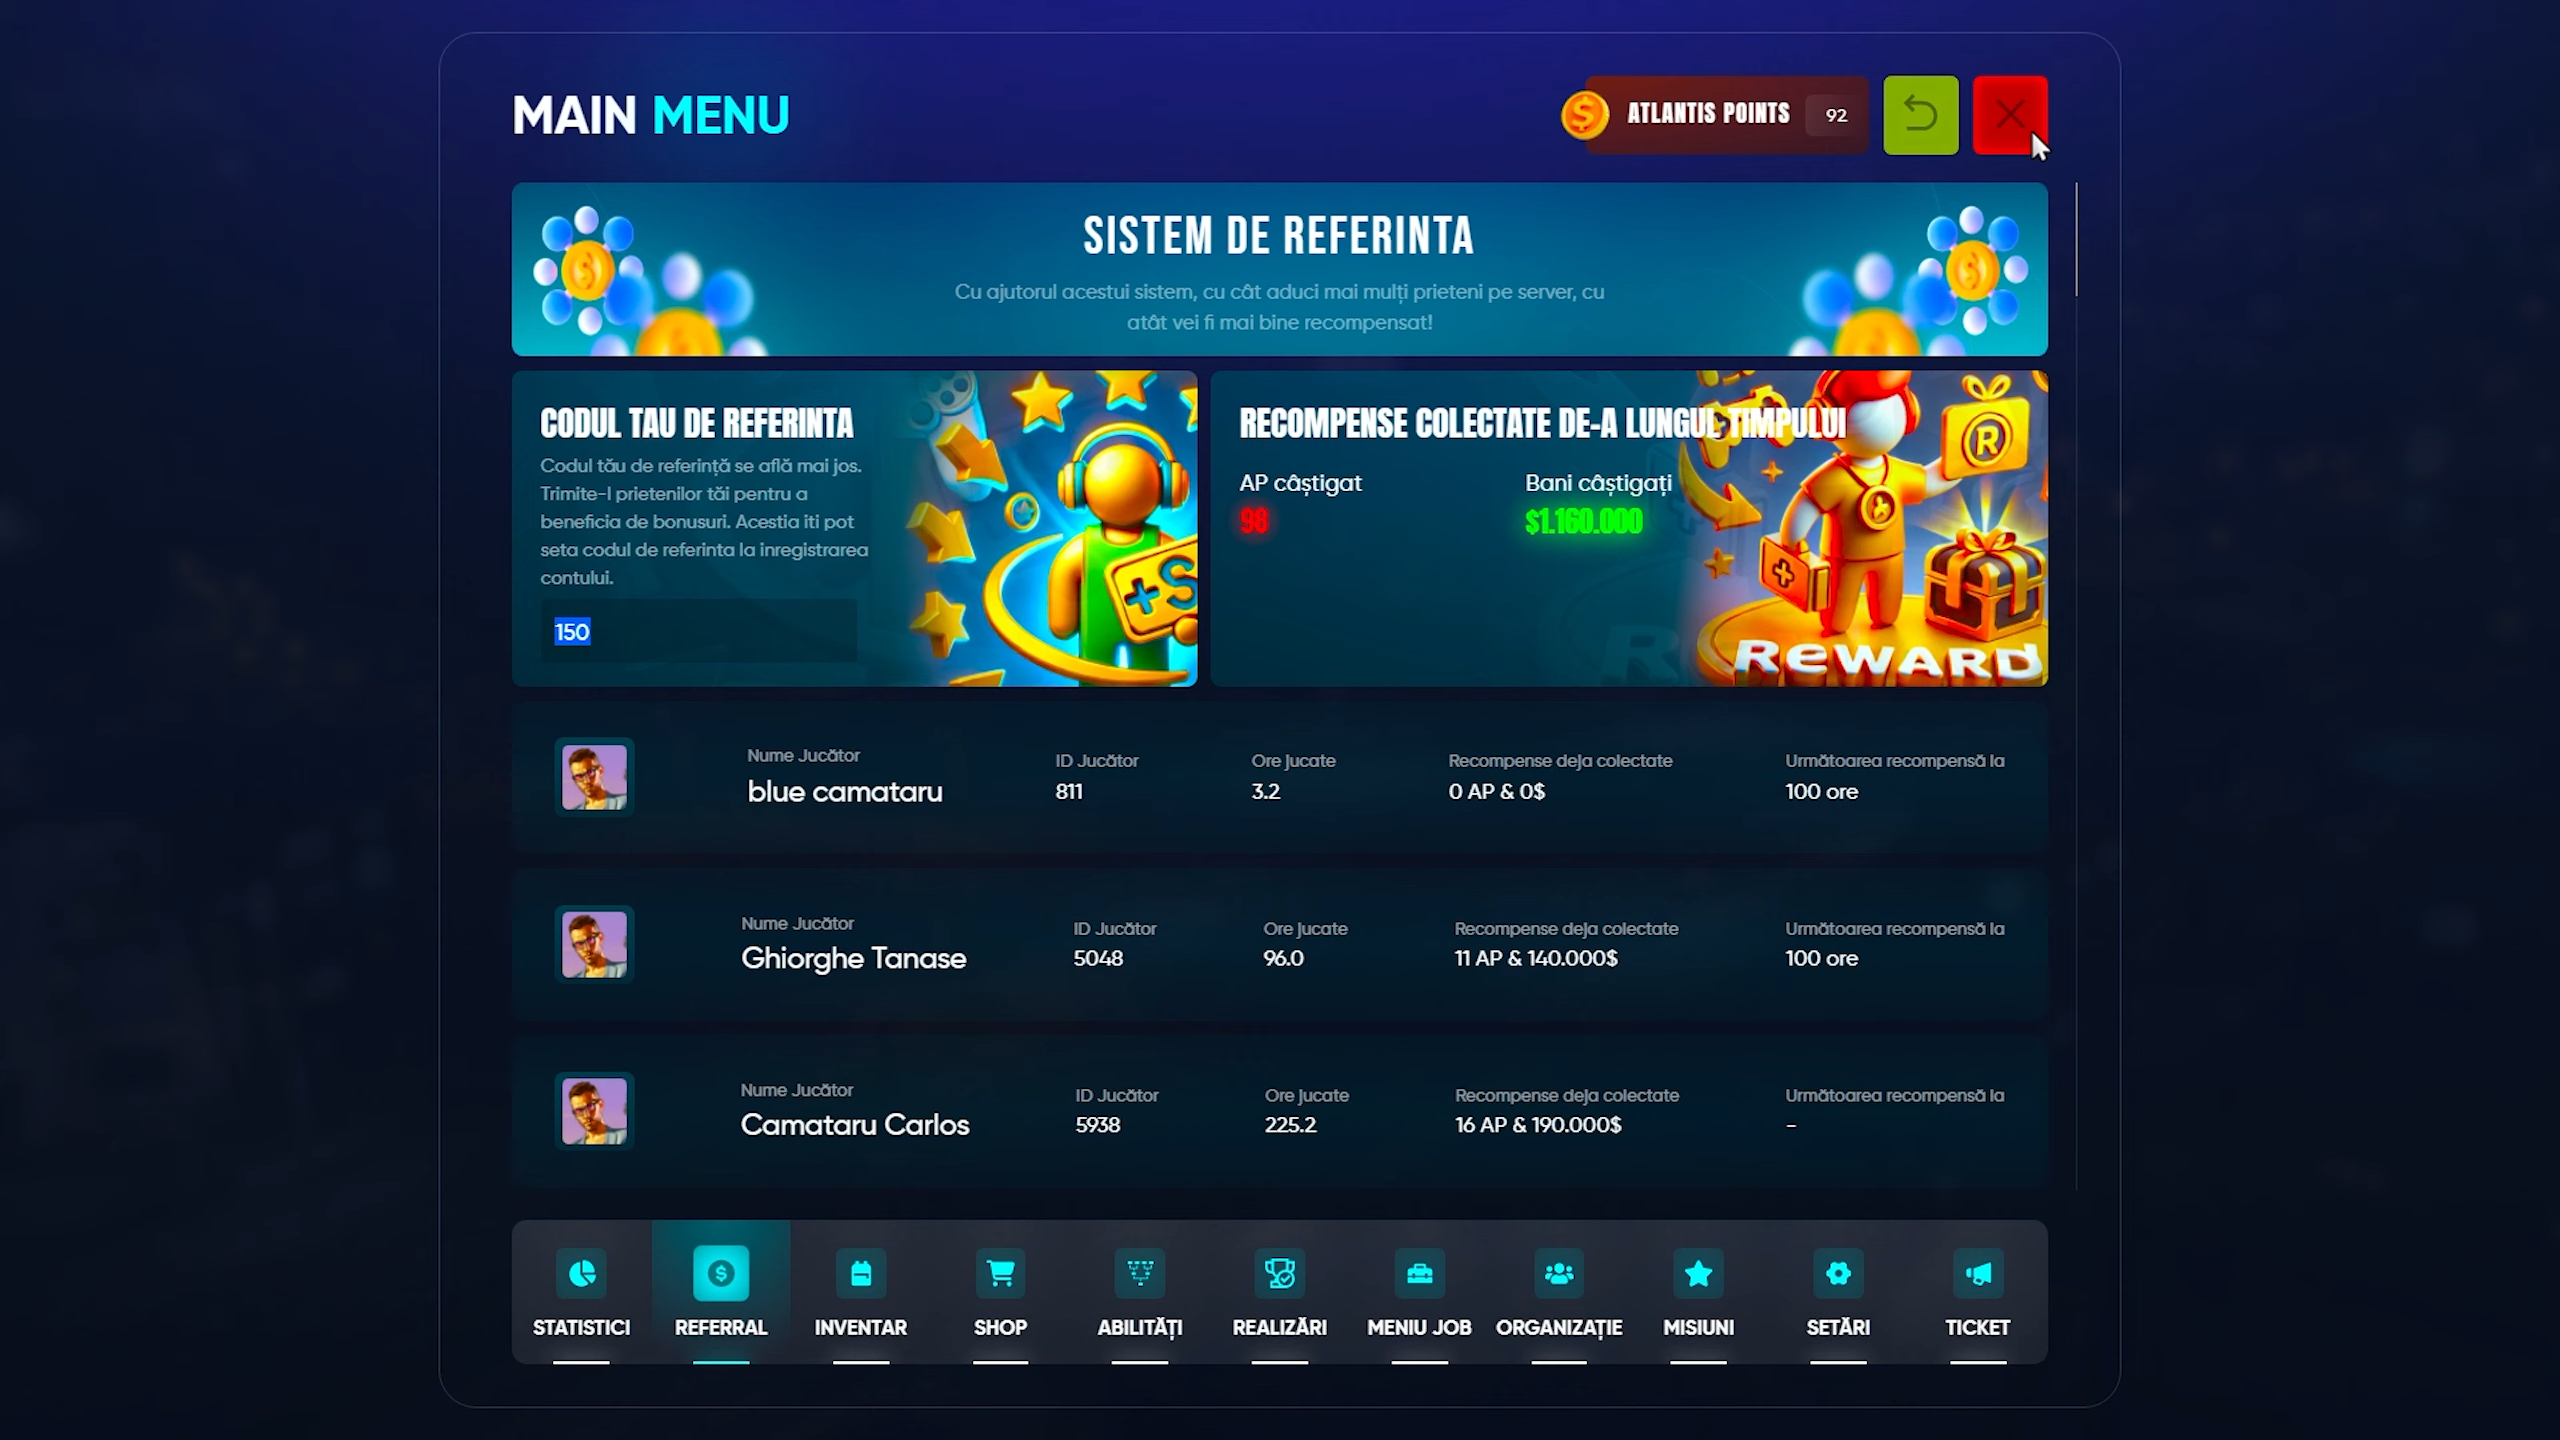 MAIN MENU
ATLANTIS POINTS 92
SISTEM DE REFERINTA
Cu ajutorul acestui sistem, cu cât aduci mai mulți prieteni pe server, cu
atât vei fi mai bine recompensat!
CODUL TAU DE REFERINTA
Codul tău de referință se află mai jos.
Trimite-l prietenilor tăi pentru a
beneficia de bonusuri. Acestia iti pot
seta codul de referinta la inregistrarea
contului.
150
RECOMPENSE COLECTATE DE-A LUNGUL TIMPULUI
AP câștigat
98
Bani câștigați
$1.160.000
REWARD
Nume Jucător
blue camataru
ID Jucător
811
Ore jucate
3.2
Recompense deja colectate
0 AP & 0$
Următoarea recompensă la
100 ore
Nume Jucător
Ghiorghe Tanase
ID Jucător
5048
Ore jucate
96.0
Recompense deja colectate
11 AP & 140.000$
Următoarea recompensă la
100 ore
Nume Jucător
Camataru Carlos
ID Jucător
5938
Ore jucate
225.2
Recompense deja colectate
16 AP & 190.000$
Următoarea recompensă la
-
STATISTICI
REFERRAL
INVENTAR
SHOP
ABILITĂȚI
REALIZĂRI
MENIU JOB
ORGANIZAȚIE
MISIUNI
SETĂRI
TICKET